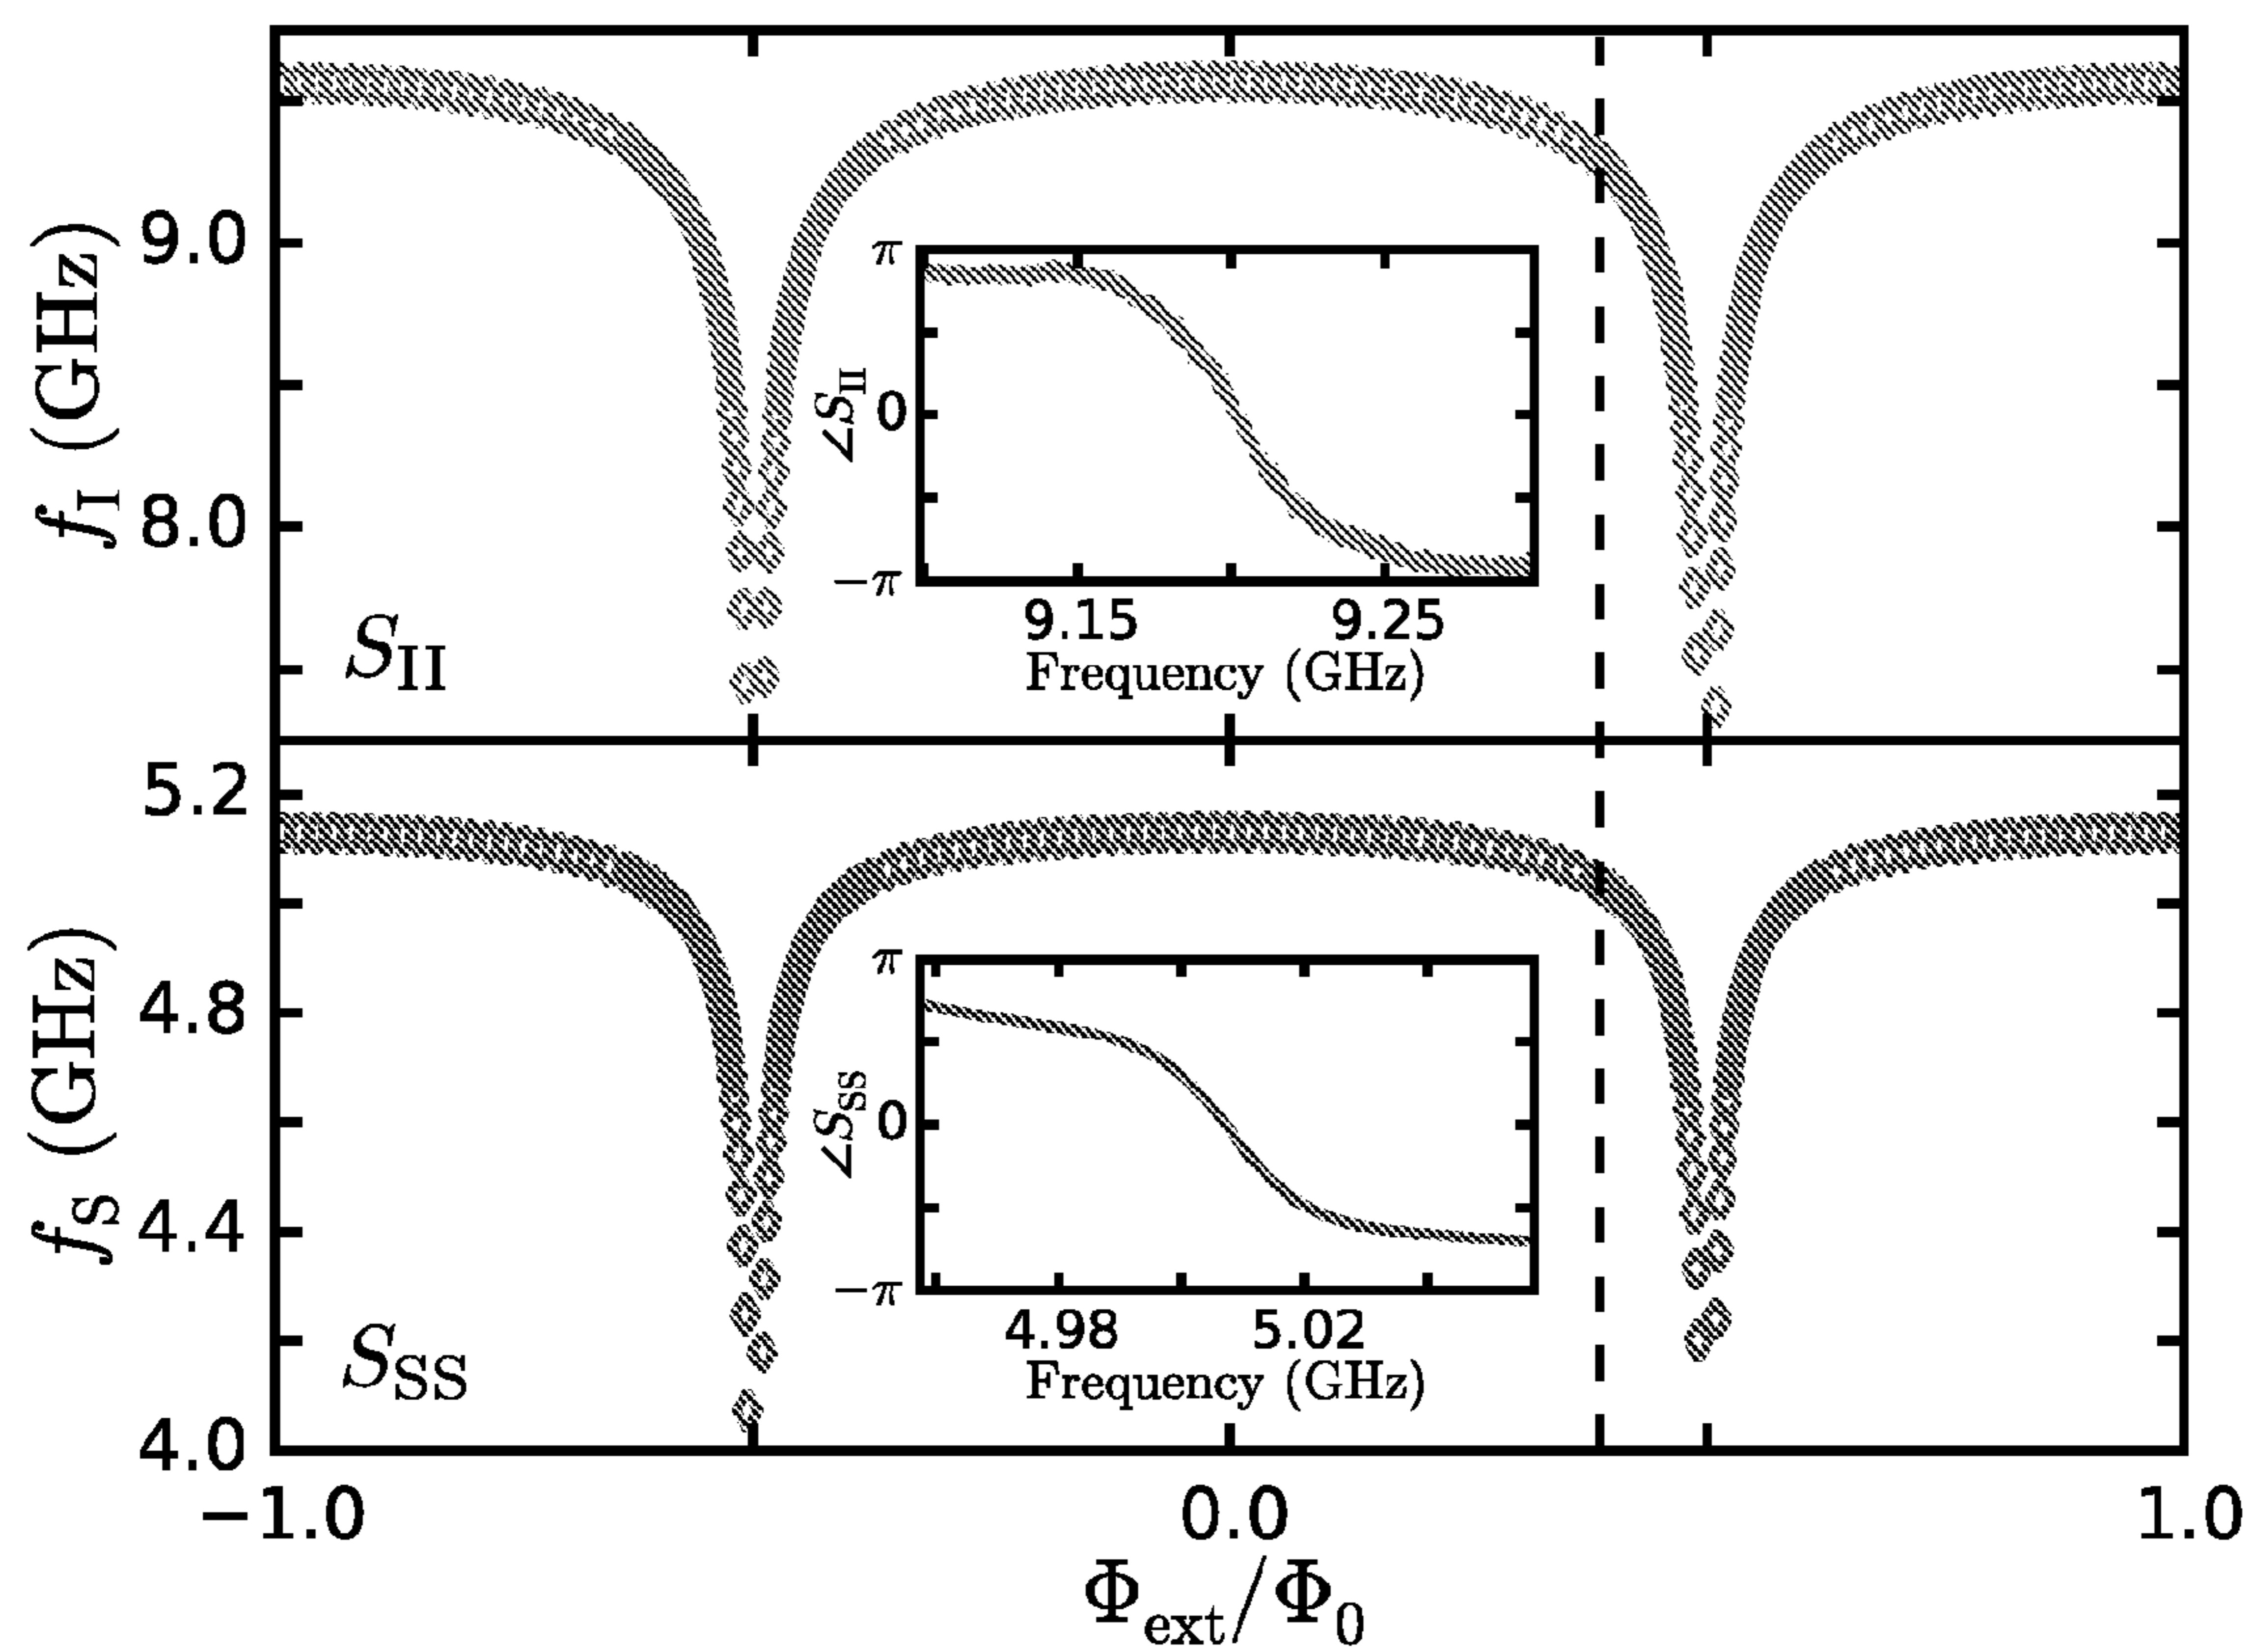 f_I (GHz)
9.0
8.0
S_II
π
0
−π
∠S_II
9.15 9.25
Frequency (GHz)
f_S (GHz)
5.2
4.8
4.4
4.0
S_SS
π
0
−π
∠S_SS
4.98 5.02
Frequency (GHz)
−1.0 0.0 1.0
Φ_ext/Φ_0